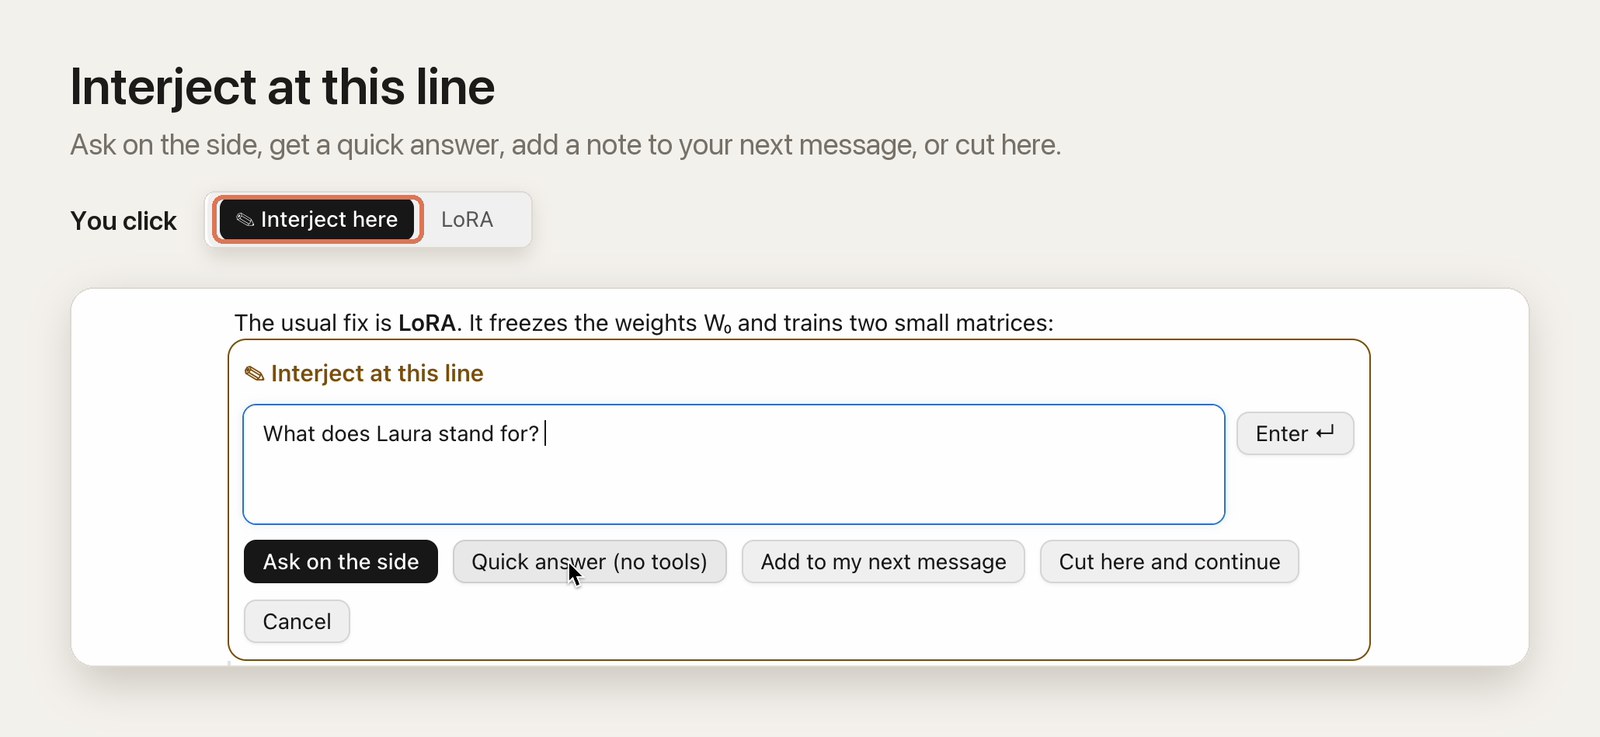 Interject at this line
Ask on the side, get a quick answer, add a note to your next message, or cut here.
You click
✎ Interject here
LoRA
The usual fix is LoRA. It freezes the weights W₀ and trains two small matrices:
✎ Interject at this line
What does Laura stand for?
Enter ↵
Ask on the side
Quick answer (no tools)
Add to my next message
Cut here and continue
Cancel